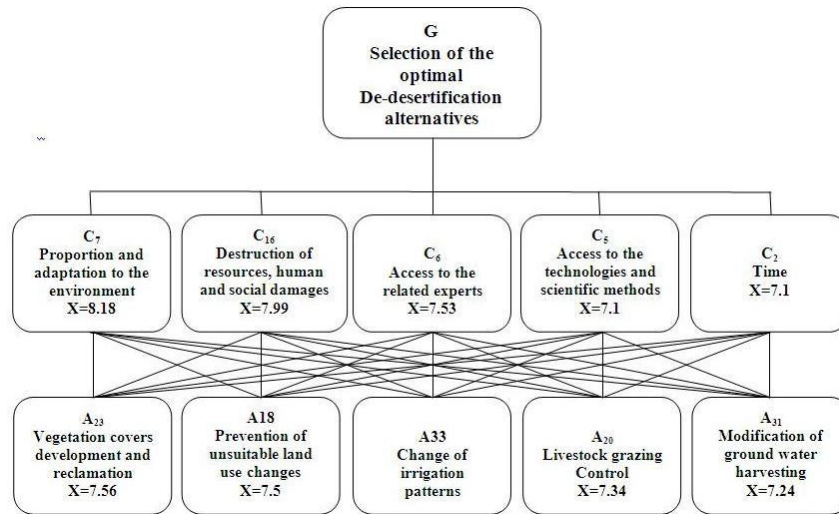 G
Selection of the
optimal
De-desertification
alternatives
C₇
Proportion and
adaptation to the
environment
X=8.18
C₁₆
Destruction of
resources, human
and social damages
X=7.99
C₆
Access to the
related experts
X=7.53
C₅
Access to the
technologies and
scientific methods
X=7.1
C₂
Time
X=7.1
A₂₃
Vegetation covers
development and
reclamation
X=7.56
A18
Prevention of
unsuitable land
use changes
X=7.5
A33
Change of
irrigation
patterns
A₂₀
Livestock grazing
Control
X=7.34
A₃₁
Modification of
ground water
harvesting
X=7.24